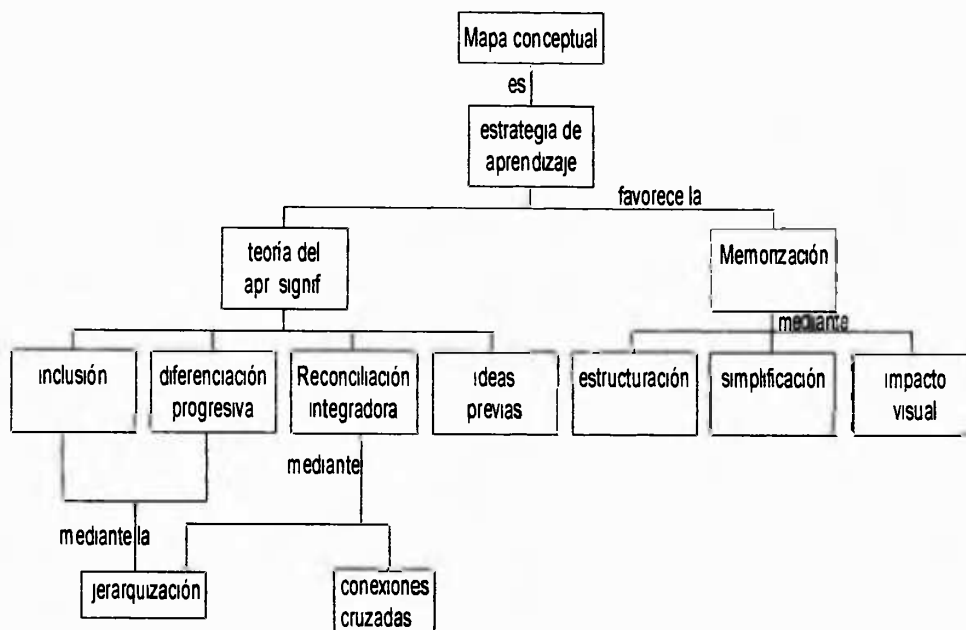 Mapa conceptual
es
estrategia de
aprendizaje
favorece la
teoría del
apr signif
Memorización
mediante
inclusión
diferenciación
progresiva
Reconciliación
integradora
ideas
previas
estructuración
simplificación
impacto
visual
mediante
mediante la
jerarquización
conexiones
cruzadas